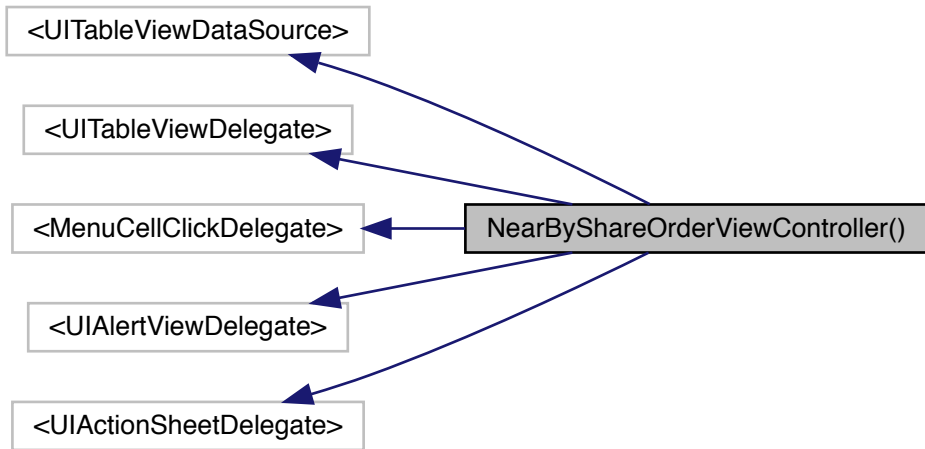 <UITableViewDataSource>
<UITableViewDelegate>
<MenuCellClickDelegate>
NearByShareOrderViewController()
<UIAlertViewDelegate>
<UIActionSheetDelegate>